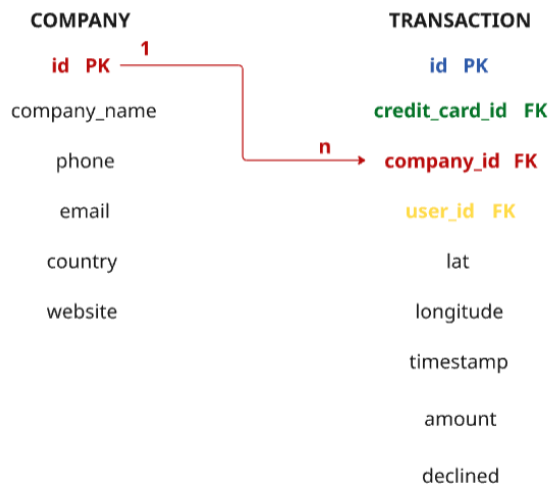 COMPANY
id PK
company_name
phone
email
country
website
1
n
TRANSACTION
id PK
credit_card_id FK
company_id FK
user_id FK
lat
longitude
timestamp
amount
declined